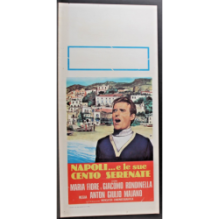 NAPOLI... e le sue
CENTO SERENATE
MARIA FIORE GIACOMO RONDINELLA
ANTON GIULIO MAJANO